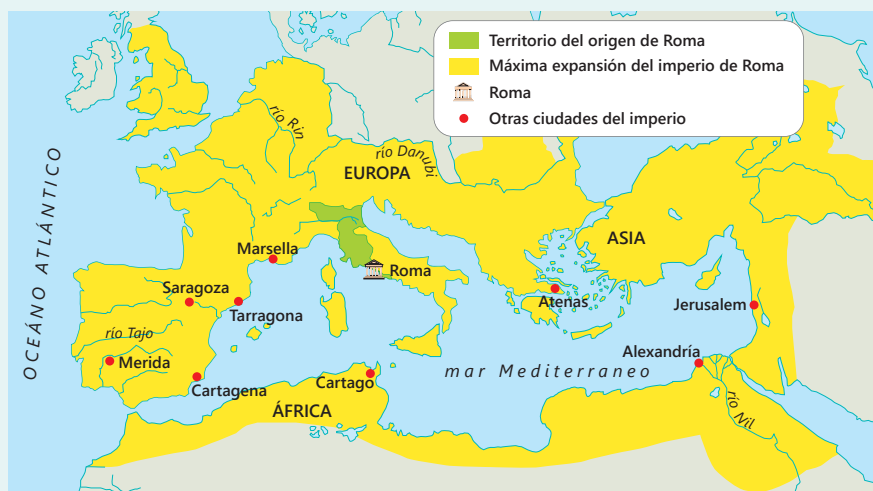 Territorio del origen de Roma
Máxima expansión del imperio de Roma
Roma
Otras ciudades del imperio
OCEÁNO ATLÁNTICO
río Rin
río Danubi
EUROPA
ASIA
Marsella
Roma
Saragoza
Tarragona
Atenas
Jerusalem
río Tajo
Merida
Cartagena
Cartago
mar Mediterraneo
Alexandría
ÁFRICA
río Nil